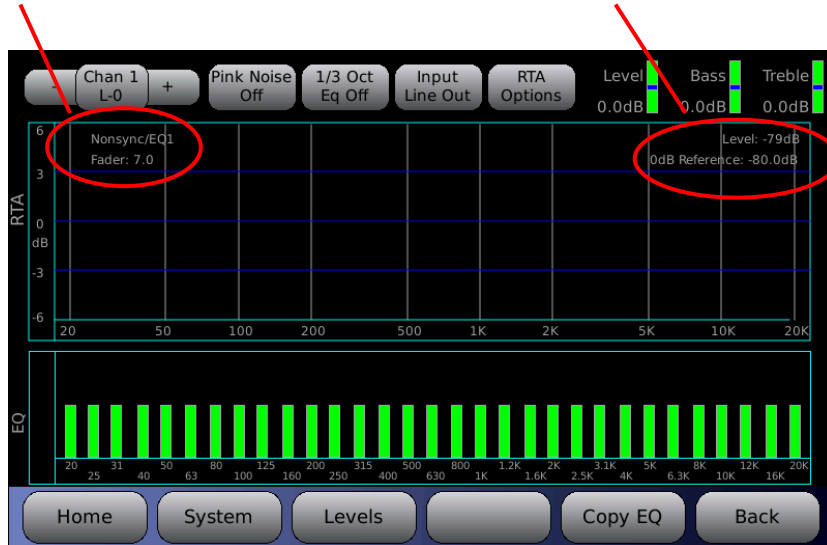 - Chan 1 +
L-0
Pink Noise
Off
1/3 Oct
Eq Off
Input
Line Out
RTA
Options
Level
0.0dB
Bass
0.0dB
Treble
0.0dB
RTA
6
3
0
dB
-3
-6
Nonsync/EQ1
Fader: 7.0
Level: -79dB
0dB Reference: -80.0dB
20 50 100 200 500 1K 2K 5K 10K 20K
EQ
20 31 50 80 125 200 315 500 800 1.2K 2K 3.1K 5K 8K 12K 20K
25 40 63 100 160 250 400 630 1K 1.6K 2.5K 4K 6.3K 10K 16K
Home System Levels Copy EQ Back